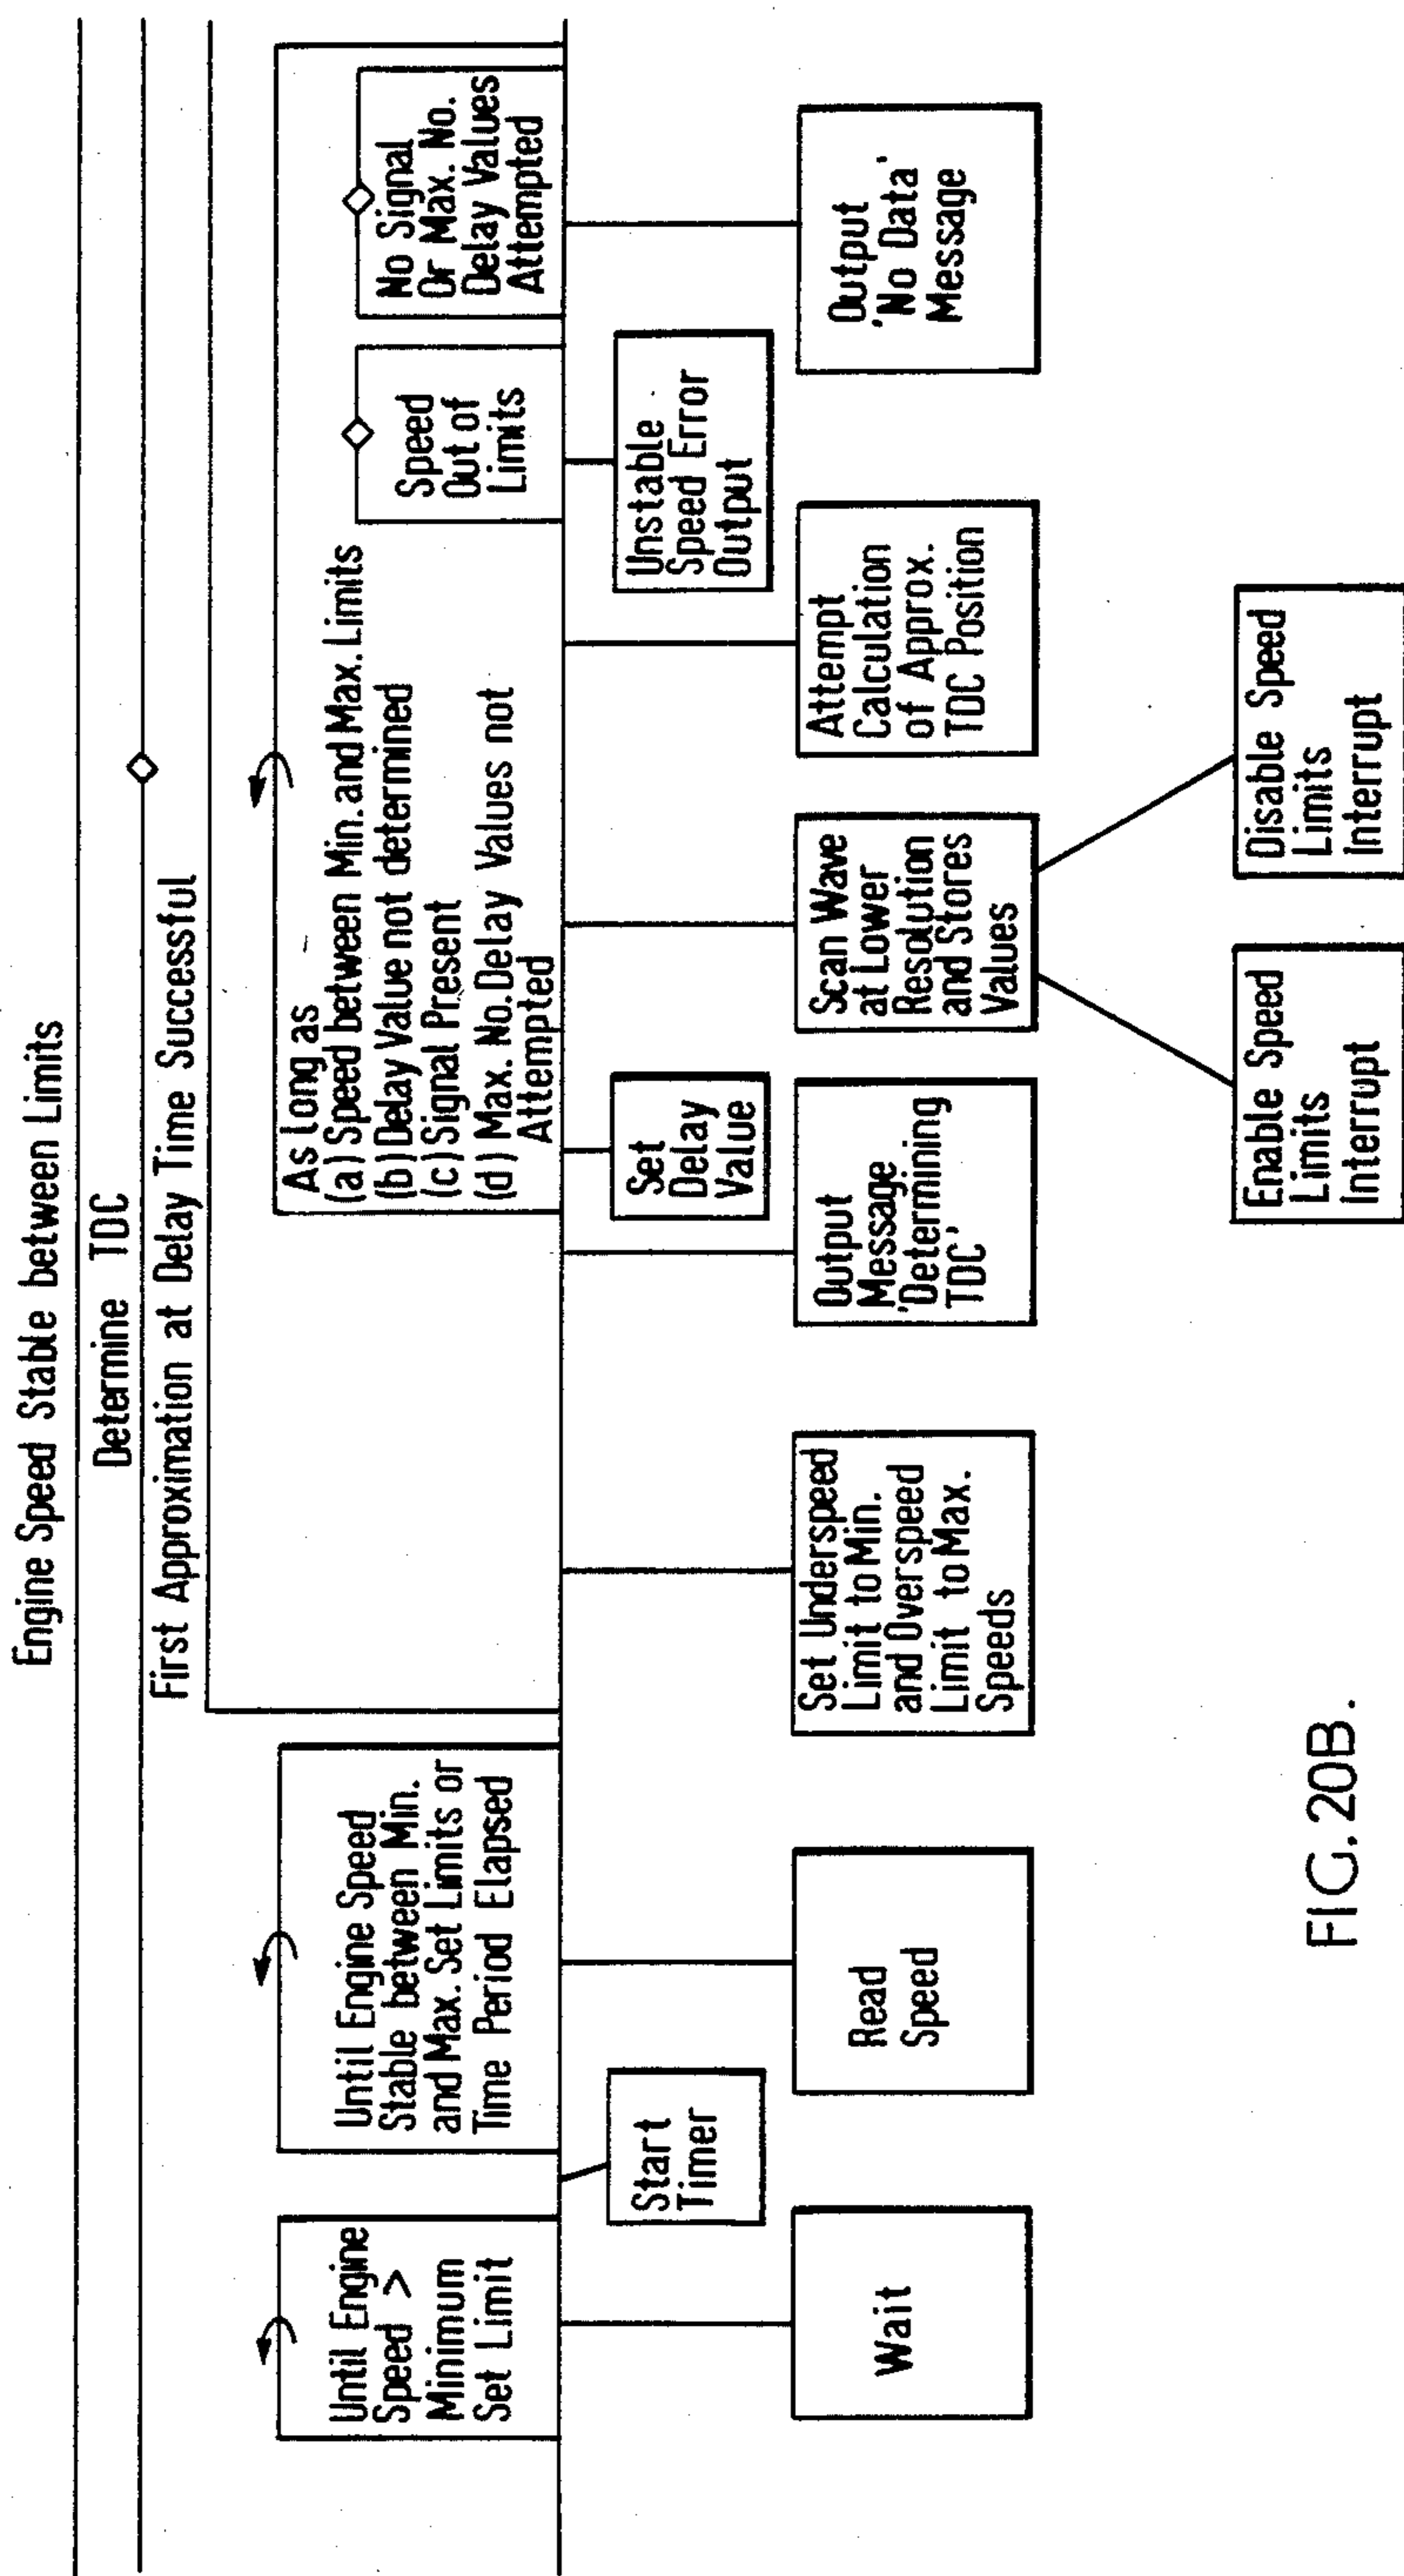 Engine Speed Stable between Limits
Determine TDC
First Approximation at Delay Time Successful
Until Engine
Speed >
Minimum
Set Limit
Until Engine Speed
Stable between Min.
and Max. Set Limits or
Time Period Elapsed
As long as
(a) Speed between Min. and Max. Limits
(b) Delay Value not determined
(c) Signal Present
(d) Max. No. Delay Values not
Attempted
Speed
Out of
Limits
No Signal
Or Max. No.
Delay Values
Attempted
Start
Timer
Set
Delay
Value
Unstable
Speed Error
Output
Wait
Read
Speed
Set Underspeed
Limit to Min.
and Overspeed
Limit to Max.
Speeds
Output
Message
'Determining
TDC'
Scan Wave
at Lower
Resolution
and Stores
Values
Attempt
Calculation
of Approx.
TDC Position
Output
'No Data'
Message
Enable Speed
Limits
Interrupt
Disable Speed
Limits
Interrupt
FIG. 20B.